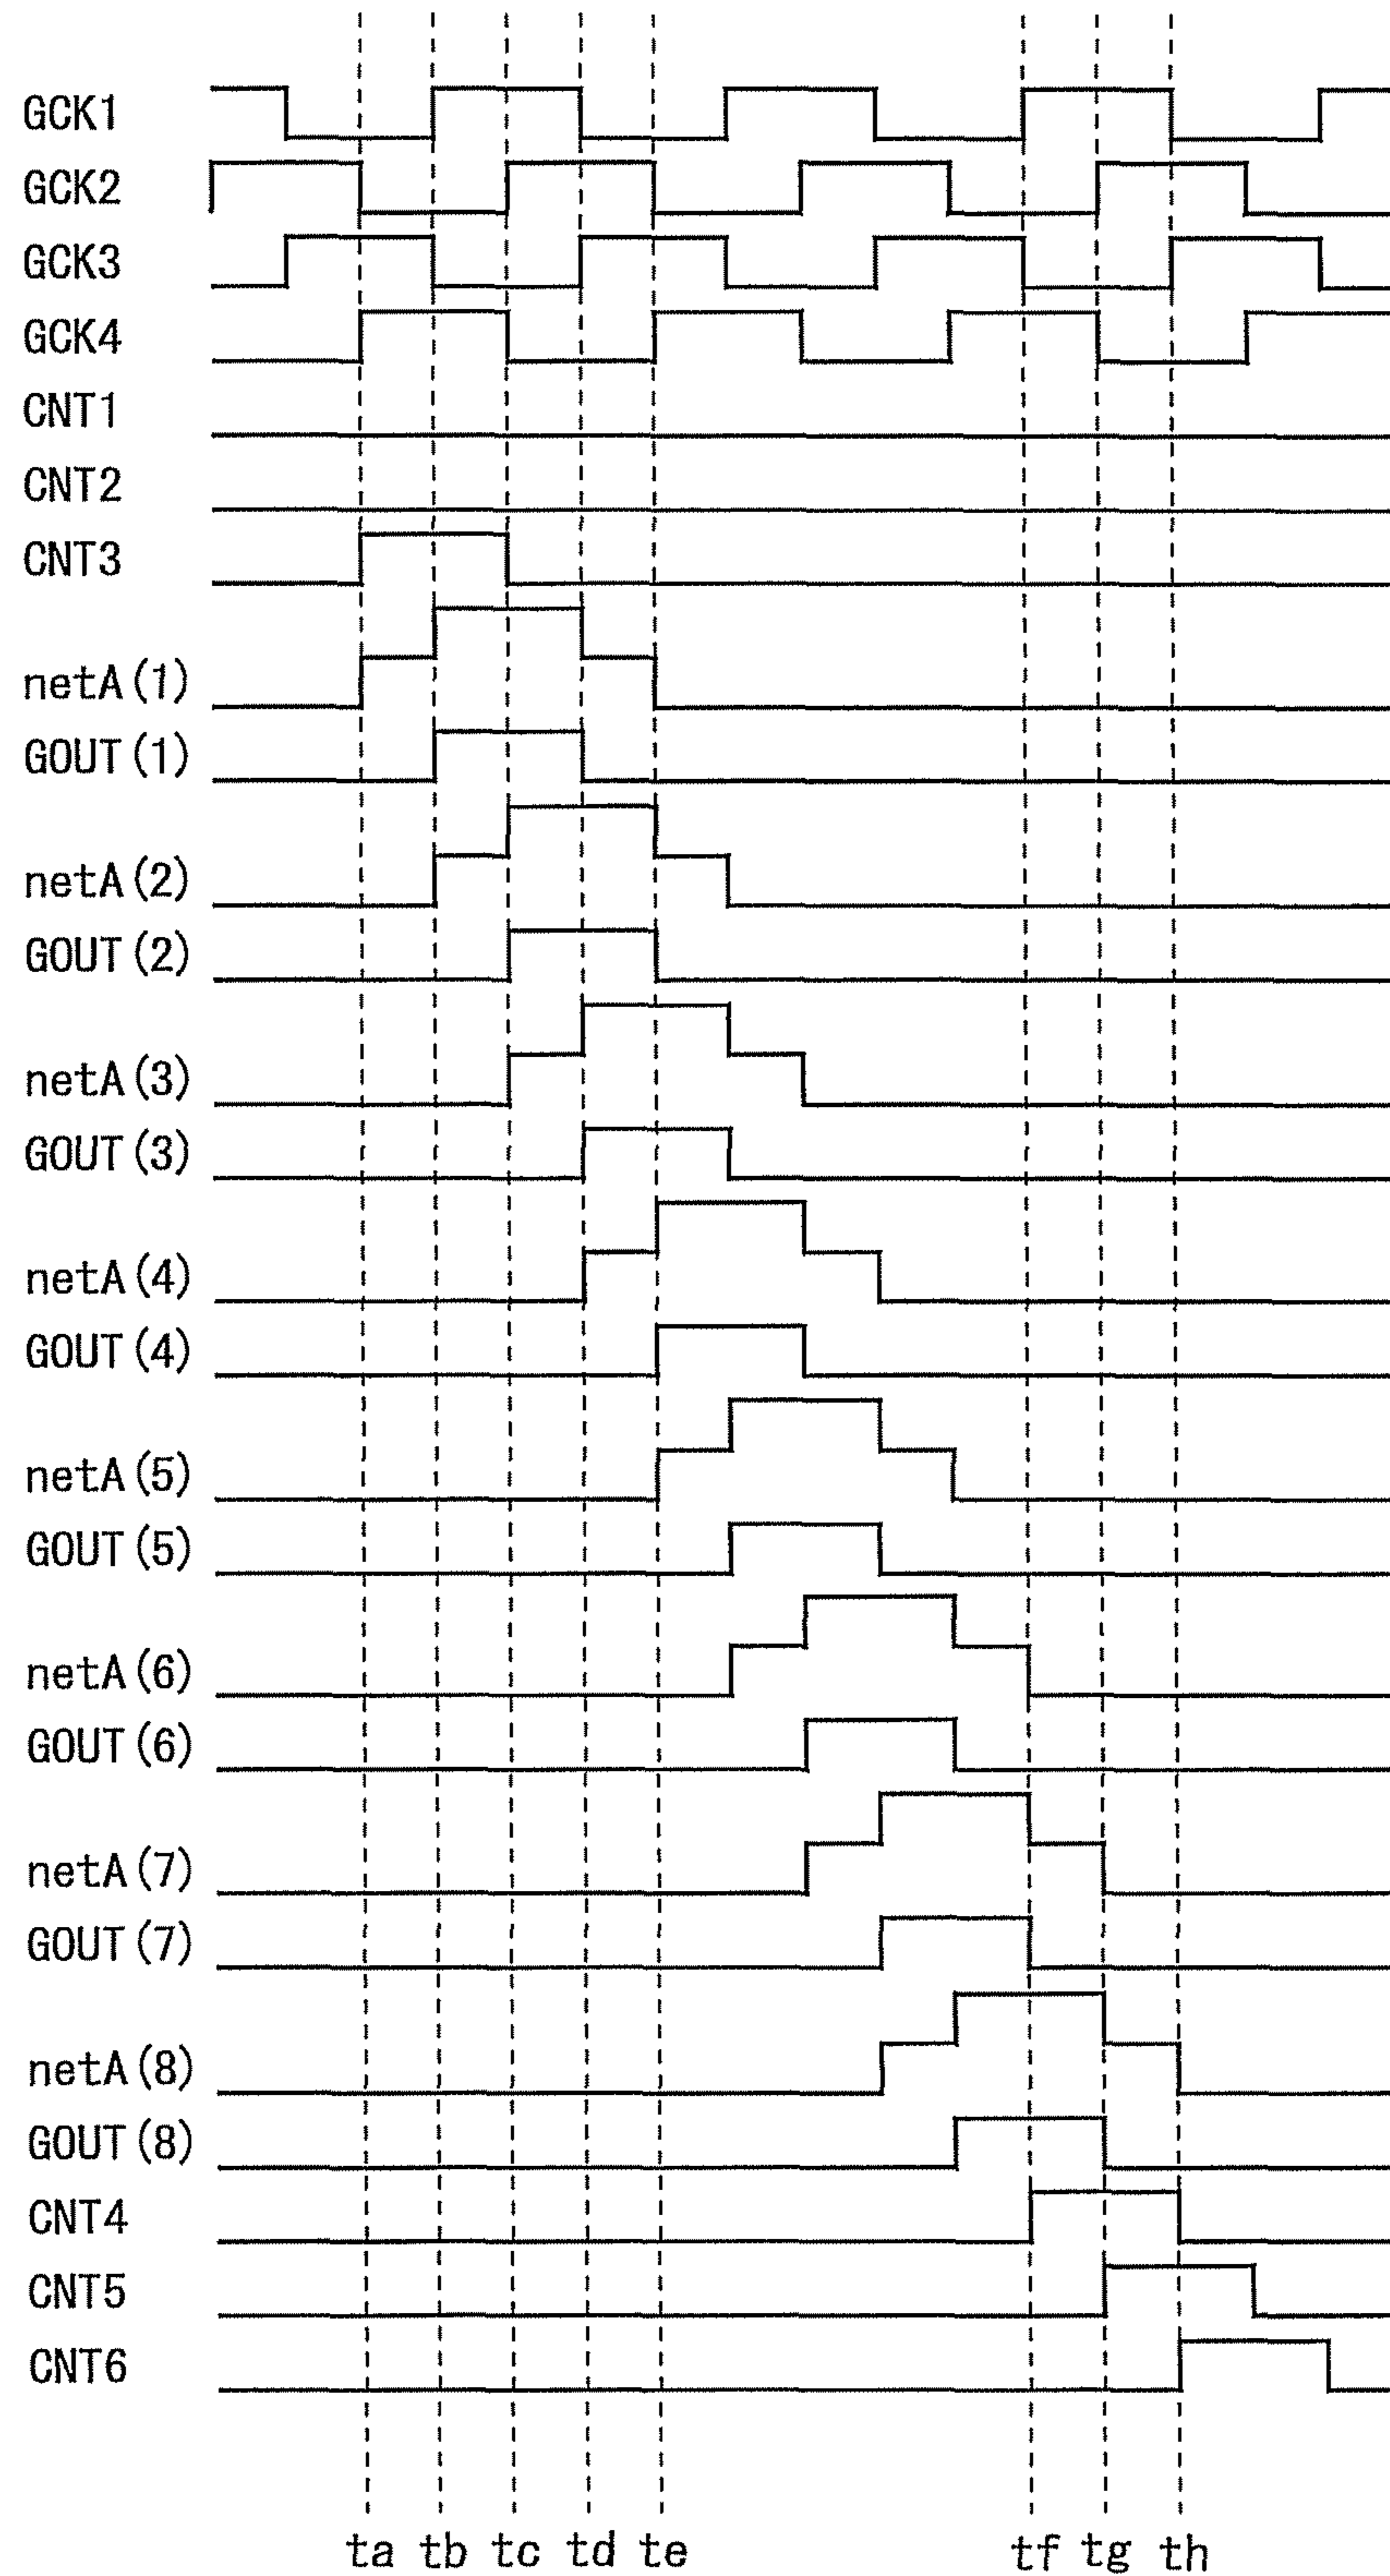 GCK1
GCK2
GCK3
GCK4
CNT1
CNT2
CNT3
netA(1)
GOUT(1)
netA(2)
GOUT(2)
netA(3)
GOUT(3)
netA(4)
GOUT(4)
netA(5)
GOUT(5)
netA(6)
GOUT(6)
netA(7)
GOUT(7)
netA(8)
GOUT(8)
CNT4
CNT5
CNT6
ta tb tc td te tf tg th